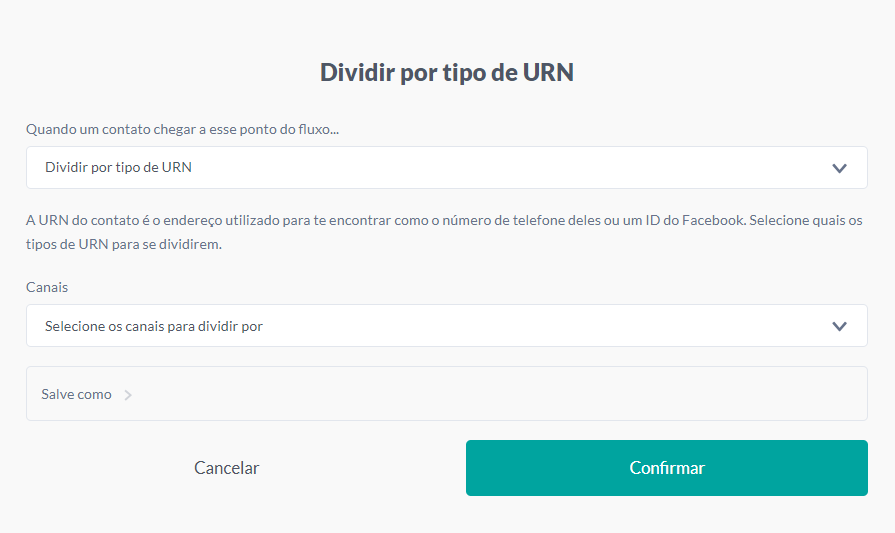 Dividir por tipo de URN
Quando um contato chegar a esse ponto do fluxo...
Dividir por tipo de URN
A URN do contato é o endereço utilizado para te encontrar como o número de telefone deles ou um ID do Facebook. Selecione quais os
tipos de URN para se dividirem.
Canais
Selecione os canais para dividir por
Salve como
Cancelar
Confirmar